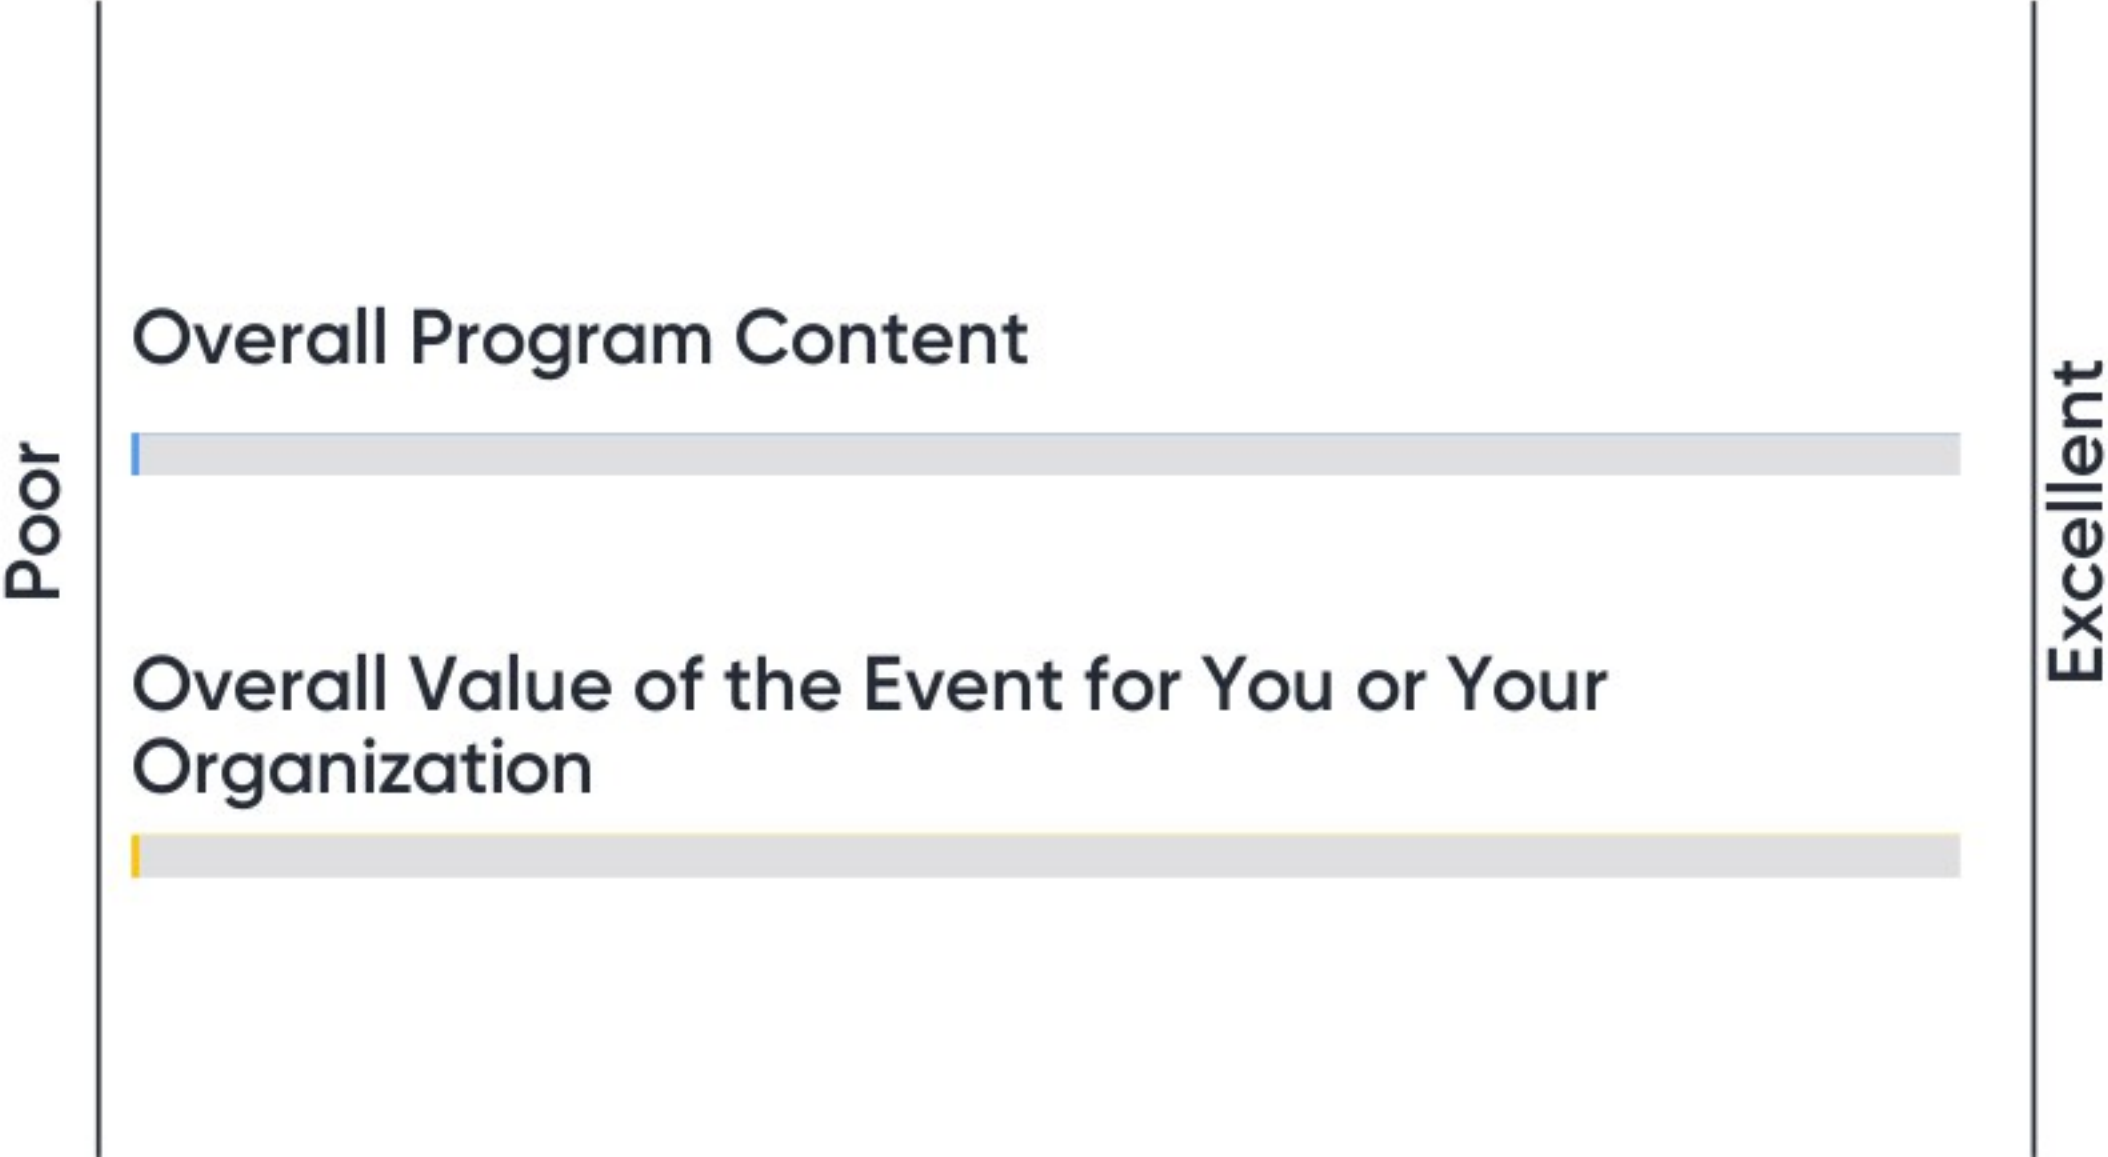 Poor
Overall Program Content
Overall Value of the Event for You or Your
Organization
Excellent